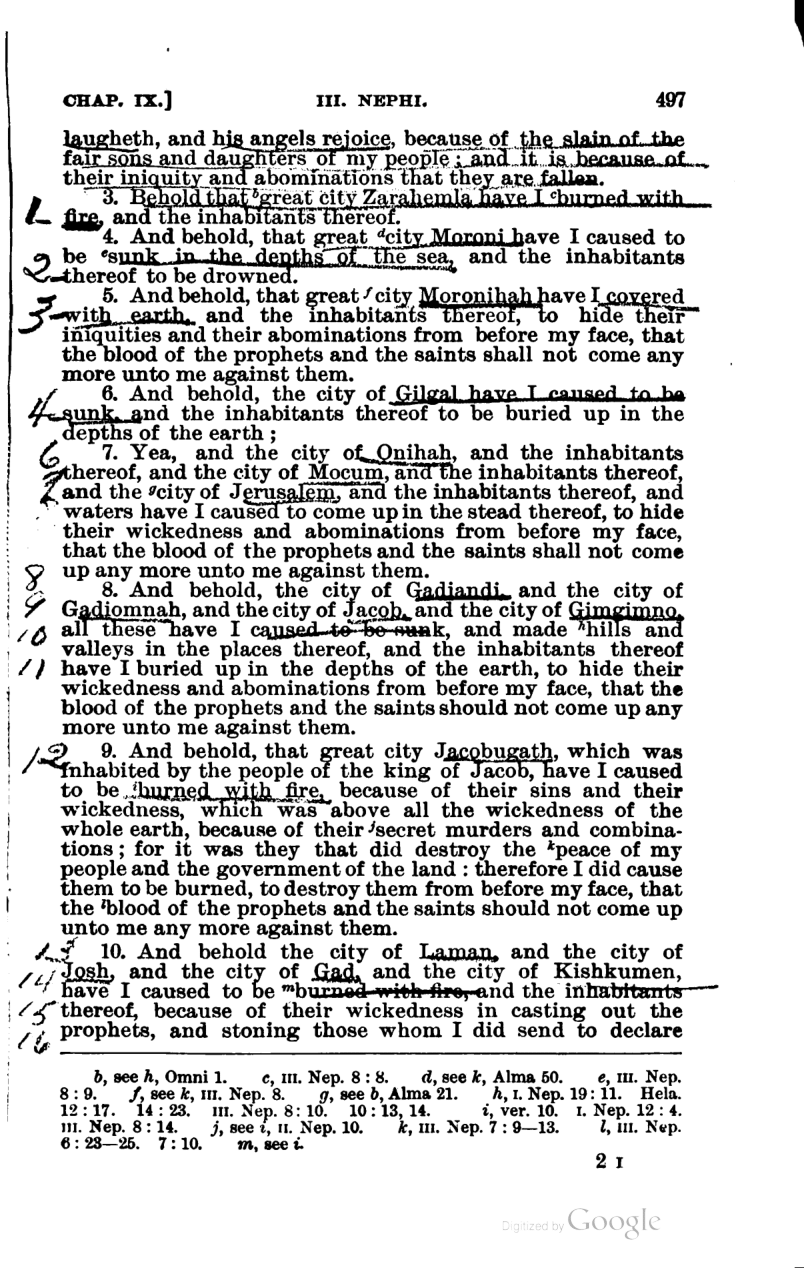 CHAP. IX.] III. NEPHI. 497
laugheth, and his angels rejoice, because of the slain of the
fair sons and daughters of my people; and it is because of
their iniquity and abominations that they are fallen.
1 3. Behold that bgreat city Zarahemla have I cburned with
fire, and the inhabitants thereof.
4. And behold, that great dcity Moroni have I caused to
2 be esunk in the depths of the sea, and the inhabitants
thereof to be drowned.
5. And behold, that great fcity Moronihah have I covered
3 with earth, and the inhabitants thereof, to hide their
iniquities and their abominations from before my face, that
the blood of the prophets and the saints shall not come any
more unto me against them.
6. And behold, the city of Gilgal have I caused to be
4 sunk, and the inhabitants thereof to be buried up in the
depths of the earth;
6 7. Yea, and the city of Onihah, and the inhabitants
thereof, and the city of Mocum, and the inhabitants thereof,
and the gcity of Jerusalem, and the inhabitants thereof, and
waters have I caused to come up in the stead thereof, to hide
their wickedness and abominations from before my face,
that the blood of the prophets and the saints shall not come
8 up any more unto me against them.
8. And behold, the city of Gadiandi, and the city of
9 Gadiomnah, and the city of Jacob, and the city of Gimgimno,
10 all these have I caused to be sunk, and made hhills and
valleys in the places thereof, and the inhabitants thereof
11 have I buried up in the depths of the earth, to hide their
wickedness and abominations from before my face, that the
blood of the prophets and the saints should not come up any
more unto me against them.
12 9. And behold, that great city Jacobugath, which was
inhabited by the people of the king of Jacob, have I caused
to be iburned with fire, because of their sins and their
wickedness, which was above all the wickedness of the
whole earth, because of their jsecret murders and combina-
tions; for it was they that did destroy the kpeace of my
people and the government of the land: therefore I did cause
them to be burned, to destroy them from before my face, that
the lblood of the prophets and the saints should not come up
unto me any more against them.
13 10. And behold the city of Laman, and the city of
14 Josh, and the city of Gad, and the city of Kishkumen,
have I caused to be mburned with fire, and the inhabitants
15 thereof, because of their wickedness in casting out the
16 prophets, and stoning those whom I did send to declare
b, see h, Omni 1. c, III. Nep. 8:8. d, see k, Alma 50. e, III. Nep.
8:9. f, see k, III. Nep. 8. g, see b, Alma 21. h, I. Nep. 19:11. Hela.
12:17. 14:23. III. Nep. 8:10. 10:13, 14. i, ver. 10. I. Nep. 12:4.
III. Nep. 8:14. j, see i, II. Nep. 10. k, III. Nep. 7:9—13. l, III. Nep.
6:23—25. 7:10. m, see i.
2 I
Digitized by Google